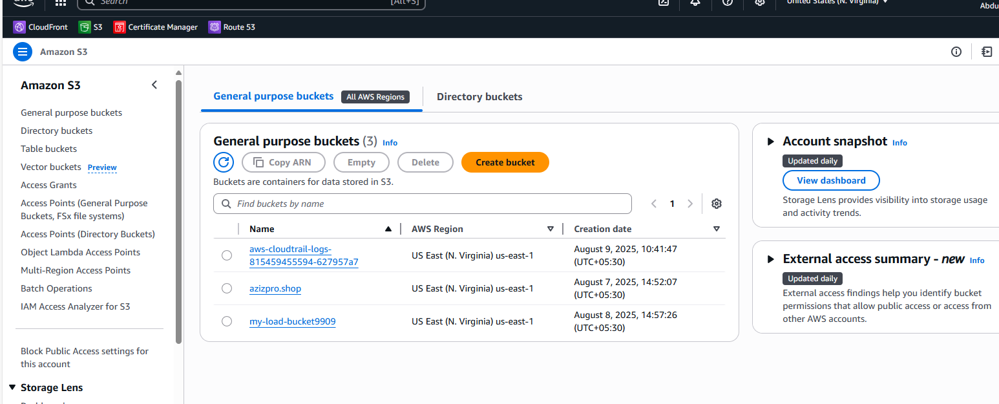 aws
Search
[Alt+S]
United States (N. Virginia)
Abdu
CloudFront
S3
Certificate Manager
Route 53
Amazon S3
Amazon S3
General purpose buckets
Directory buckets
Table buckets
Vector buckets Preview
Access Grants
Access Points (General Purpose
Buckets, FSx file systems)
Access Points (Directory Buckets)
Object Lambda Access Points
Multi-Region Access Points
Batch Operations
IAM Access Analyzer for S3
Block Public Access settings for
this account
Storage Lens
General purpose buckets All AWS Regions
Directory buckets
General purpose buckets (3) Info
Copy ARN
Empty
Delete
Create bucket
Buckets are containers for data stored in S3.
Find buckets by name
1
Name AWS Region Creation date
aws-cloudtrail-logs-
815459455594-627957a7
US East (N. Virginia) us-east-1
August 9, 2025, 10:41:47
(UTC+05:30)
azizpro.shop
US East (N. Virginia) us-east-1
August 7, 2025, 14:52:07
(UTC+05:30)
my-load-bucket9909
US East (N. Virginia) us-east-1
August 8, 2025, 14:57:26
(UTC+05:30)
Account snapshot Info
Updated daily
View dashboard
Storage Lens provides visibility into storage usage
and activity trends.
External access summary - new Info
Updated daily
External access findings help you identify bucket
permissions that allow public access or access from
other AWS accounts.